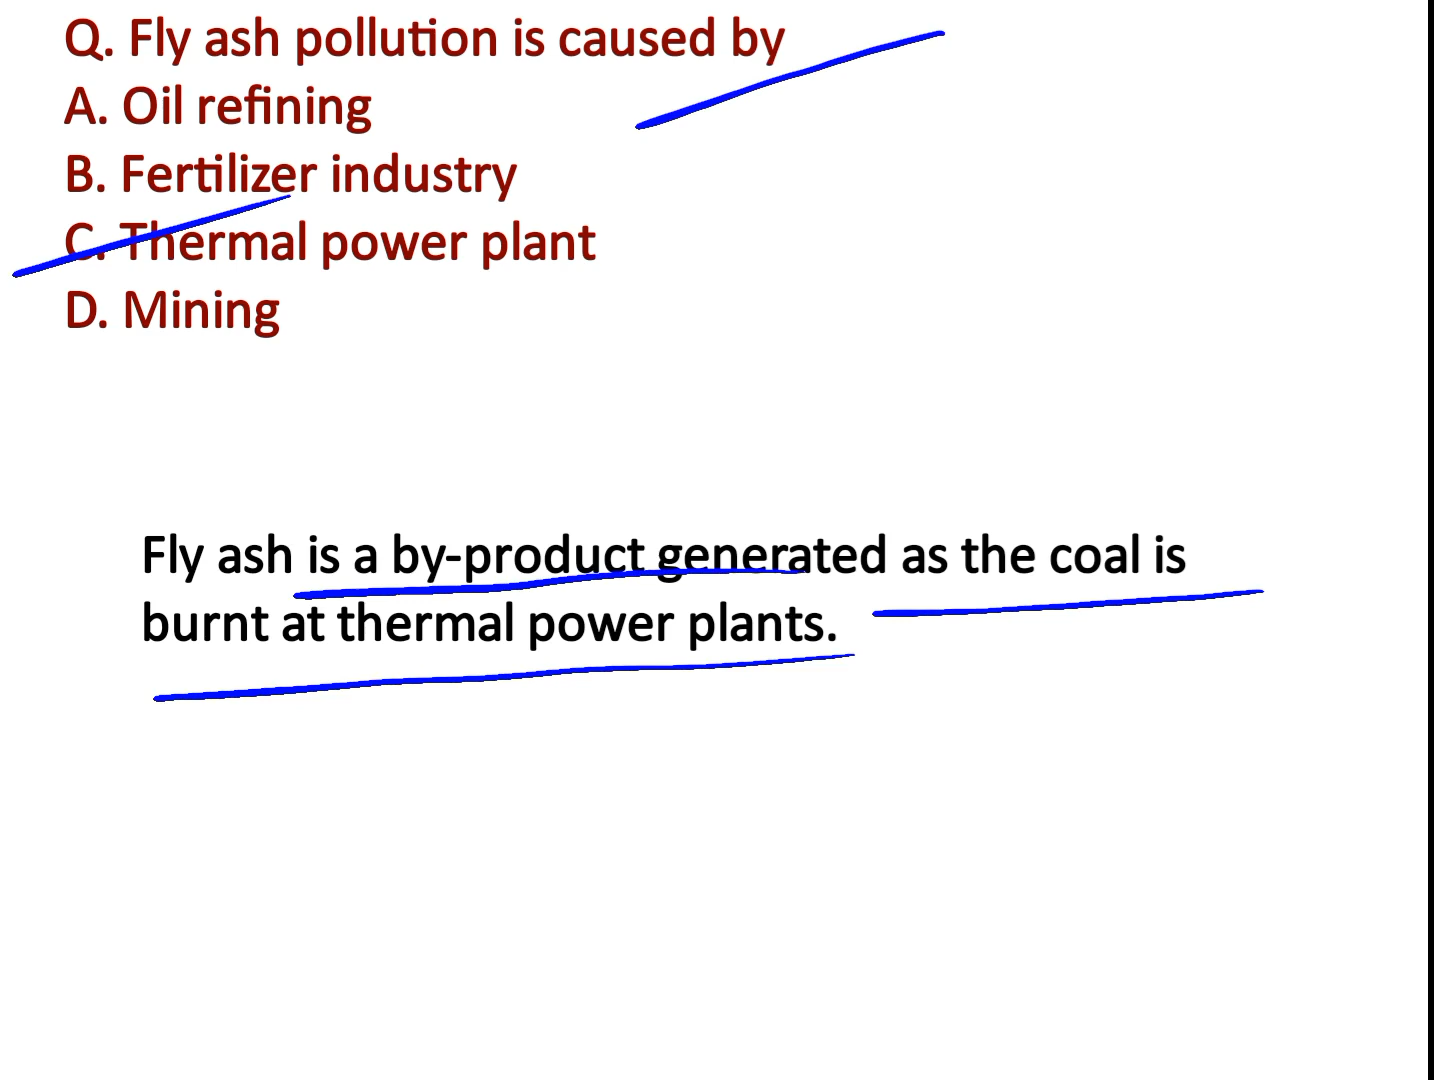 Q. Fly ash pollution is caused by
A. Oil refining
B. Fertilizer industry
C. Thermal power plant
D. Mining
Fly ash is a by-product generated as the coal is
burnt at thermal power plants.